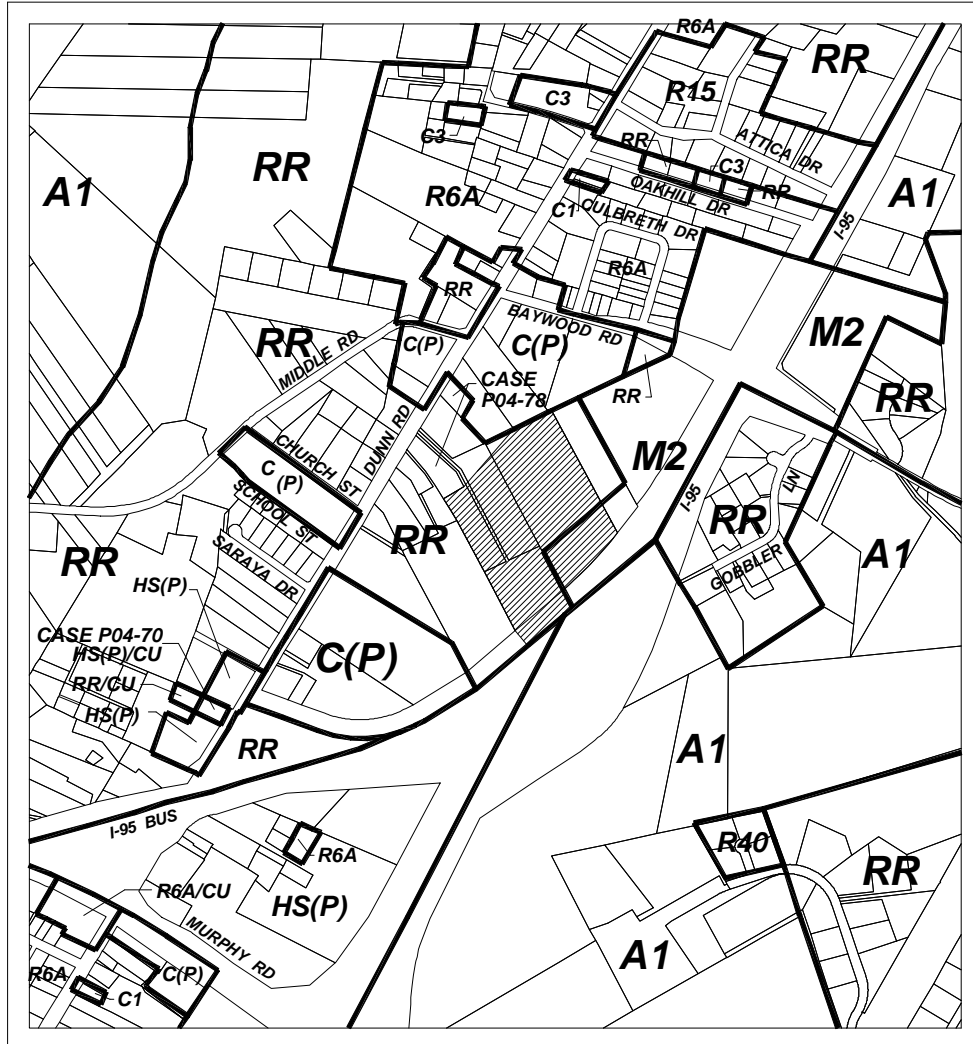 R6A
RR
R15
C3
C3
ATTICA DR
RR
C3
RR
RR
A1
A1
R6A
OAKHILL DR
C1
CULBRETH DR
I-95
R6A
RR
M2
BAYWOOD RD
C(P)
C(P)
RR
MIDDLE RD
CASE
P04-78
RR
RR
DUNN RD
CHURCH ST
C
(P)
SCHOOL ST
M2
I-95
LN
RR
GOBBLER
A1
RR
RR
SARAYA DR
HS(P)
CASE P04-70
HS(P)/CU
RR/CU
HS(P)
C(P)
RR
A1
I-95 BUS
R6A
R40
RR
R6A/CU
HS(P)
MURPHY RD
A1
R6A
C(P)
C1